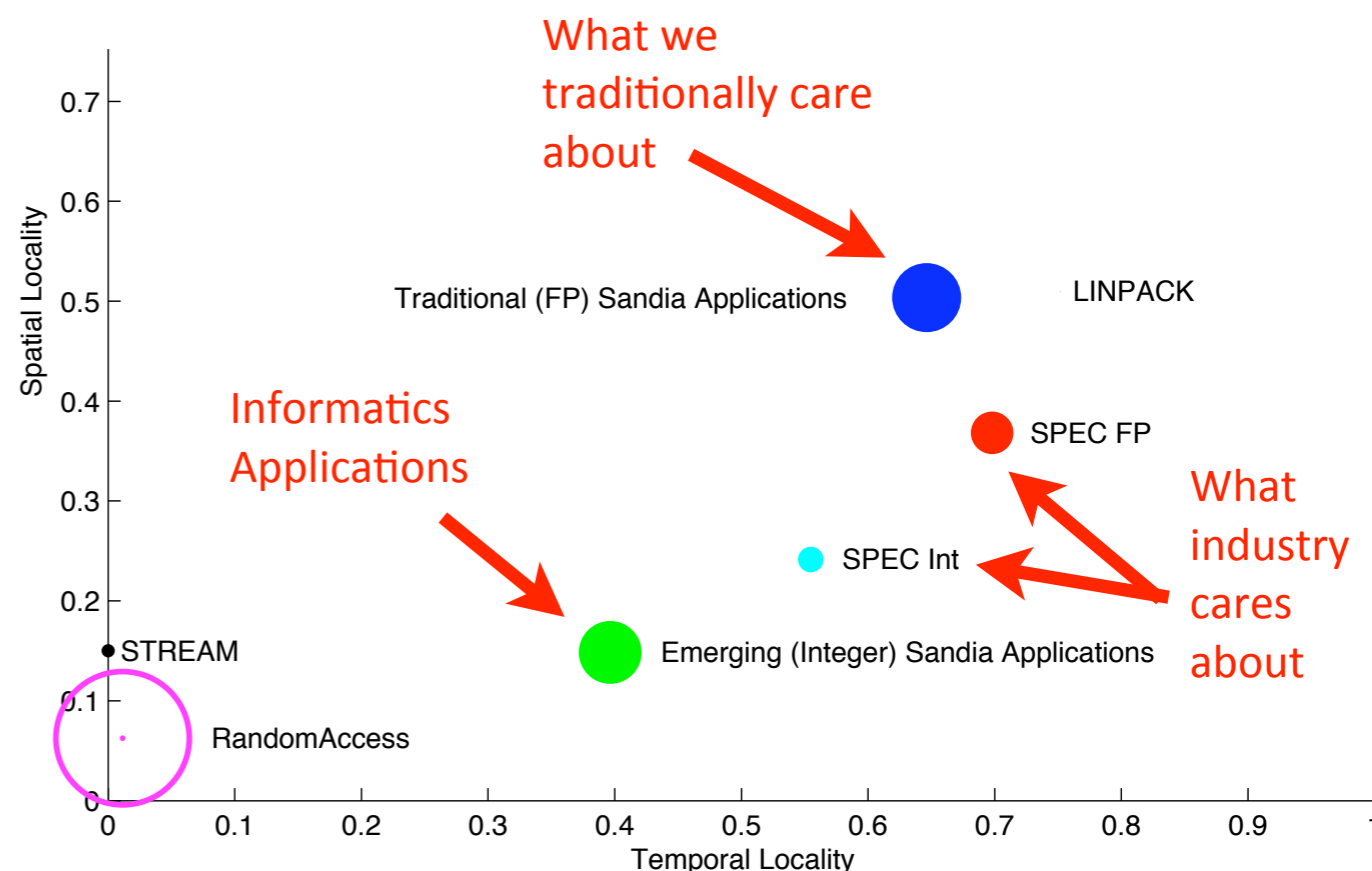 What we
traditionally care
about
0.7
0.6
Spatial Locality
Traditional (FP) Sandia Applications
0.5
LINPACK
Informatics
Applications
0.4
SPEC FP
What
industry
cares
about
0.3
SPEC Int
0.2
STREAM
Emerging (Integer) Sandia Applications
0.1
RandomAccess
0
0 0.1 0.2 0.3 0.4 0.5 0.6 0.7 0.8 0.9
Temporal Locality